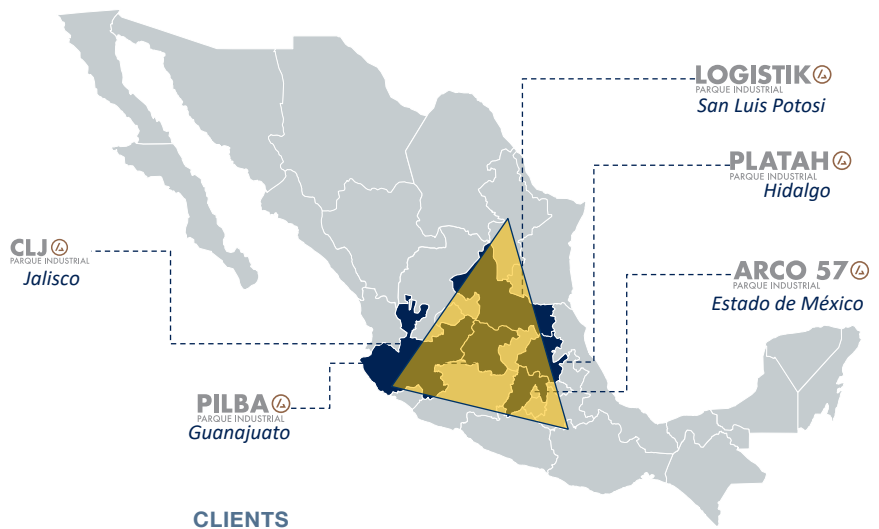 LOGISTIK
PARQUE INDUSTRIAL
San Luis Potosi
PLATAH
PARQUE INDUSTRIAL
Hidalgo
CLJ
PARQUE INDUSTRIAL
Jalisco
ARCO 57
PARQUE INDUSTRIAL
Estado de México
PILBA
PARQUE INDUSTRIAL
Guanajuato
CLIENTS